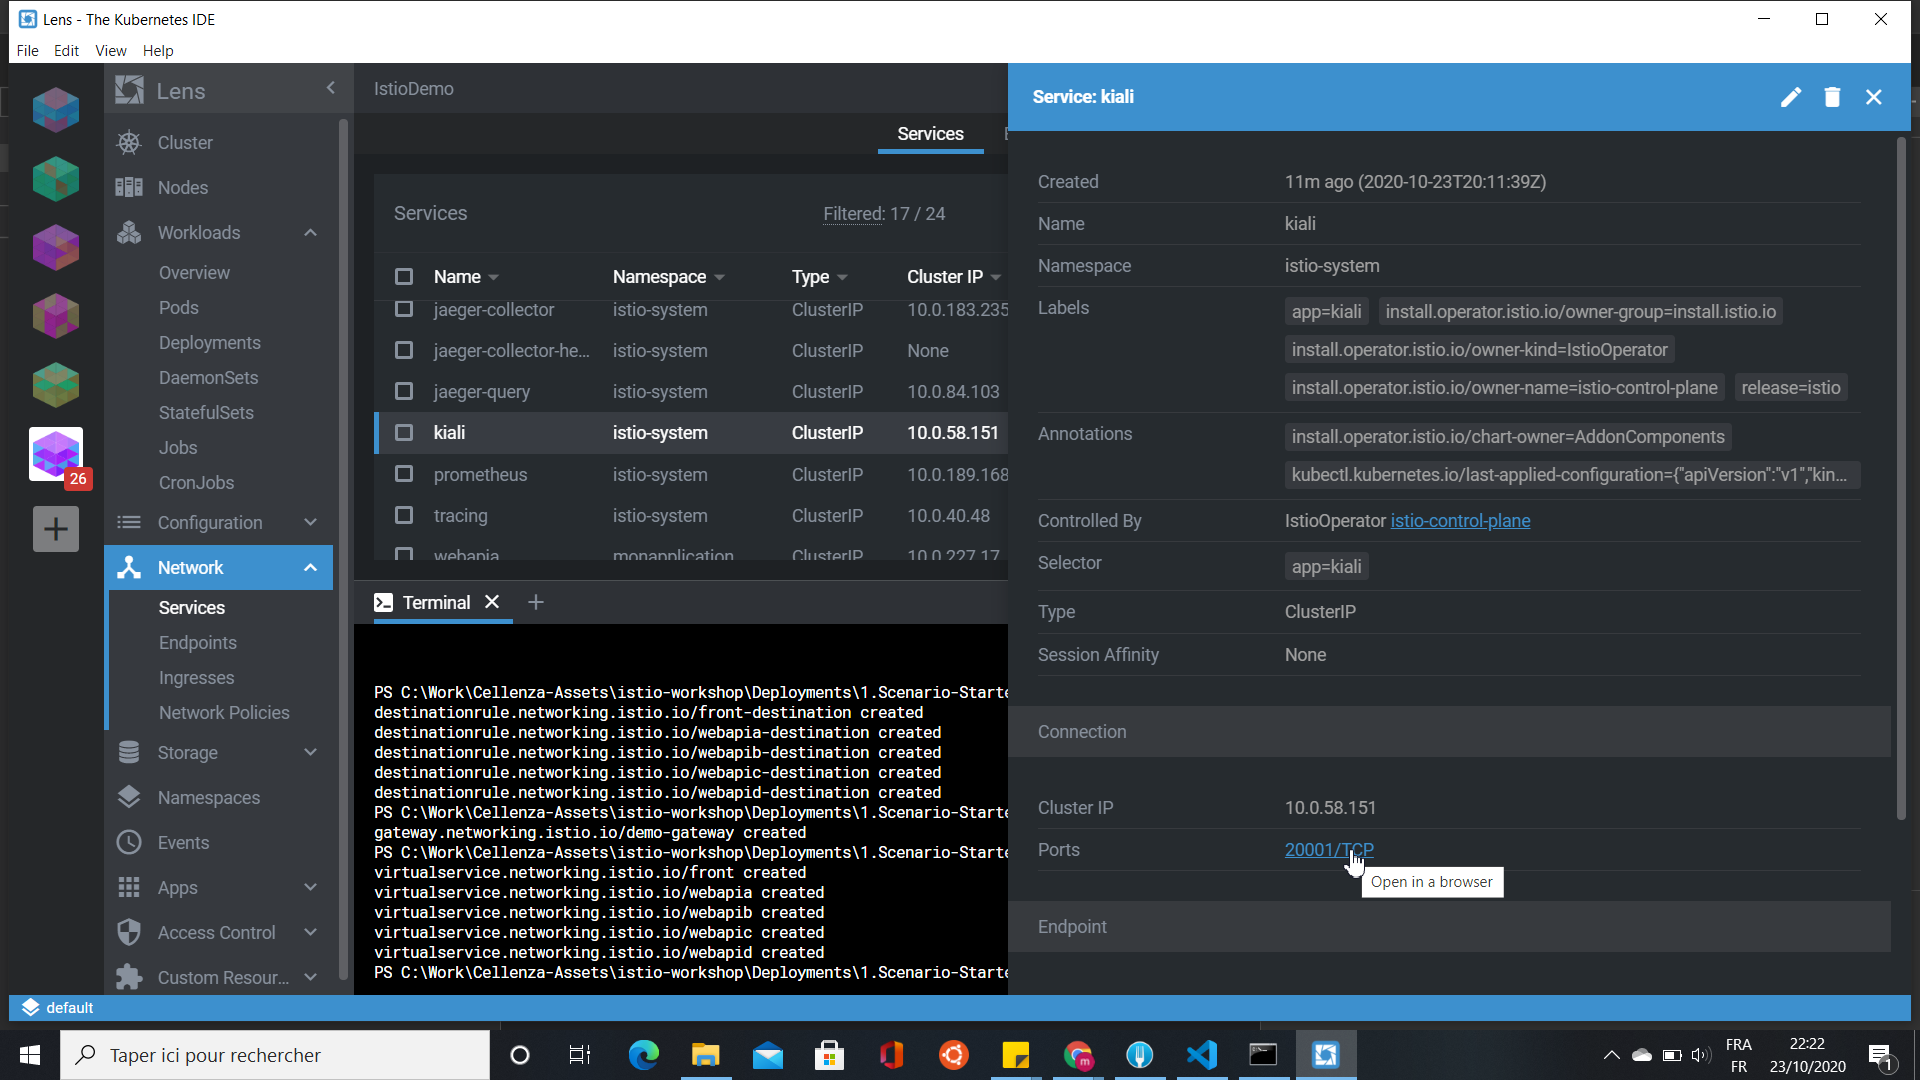 Lens - The Kubernetes IDE
File Edit View Help
Lens
IstioDemo
Service: kiali
Cluster
Nodes
Workloads
Overview
Pods
Deployments
DaemonSets
StatefulSets
Jobs
CronJobs
26
Configuration
Network
Services
Endpoints
Ingresses
Network Policies
Storage
Namespaces
Events
Apps
Access Control
Custom Resour...
Services
Services
Filtered: 17 / 24
Name Namespace Type Cluster IP
jaeger-collector istio-system ClusterIP 10.0.183.235
jaeger-collector-he... istio-system ClusterIP None
jaeger-query istio-system ClusterIP 10.0.84.103
kiali istio-system ClusterIP 10.0.58.151
prometheus istio-system ClusterIP 10.0.189.168
tracing istio-system ClusterIP 10.0.40.48
webapia monapplication ClusterIP 10.0.227.17
Terminal
PS C:\Work\Cellenza-Assets\istio-workshop\Deployments\1.Scenario-Starte
destinationrule.networking.istio.io/front-destination created
destinationrule.networking.istio.io/webapia-destination created
destinationrule.networking.istio.io/webapib-destination created
destinationrule.networking.istio.io/webapic-destination created
destinationrule.networking.istio.io/webapid-destination created
PS C:\Work\Cellenza-Assets\istio-workshop\Deployments\1.Scenario-Starte
gateway.networking.istio.io/demo-gateway created
PS C:\Work\Cellenza-Assets\istio-workshop\Deployments\1.Scenario-Starte
virtualservice.networking.istio.io/front created
virtualservice.networking.istio.io/webapia created
virtualservice.networking.istio.io/webapib created
virtualservice.networking.istio.io/webapic created
virtualservice.networking.istio.io/webapid created
PS C:\Work\Cellenza-Assets\istio-workshop\Deployments\1.Scenario-Starte
Created 11m ago (2020-10-23T20:11:39Z)
Name kiali
Namespace istio-system
Labels app=kiali install.operator.istio.io/owner-group=install.istio.io
install.operator.istio.io/owner-kind=IstioOperator
install.operator.istio.io/owner-name=istio-control-plane release=istio
Annotations install.operator.istio.io/chart-owner=AddonComponents
kubectl.kubernetes.io/last-applied-configuration={"apiVersion":"v1","kin...
Controlled By IstioOperator istio-control-plane
Selector app=kiali
Type ClusterIP
Session Affinity None
Connection
Cluster IP 10.0.58.151
Ports 20001/TCP
Open in a browser
Endpoint
default
Taper ici pour rechercher
FRA
FR
22:22
23/10/2020
1